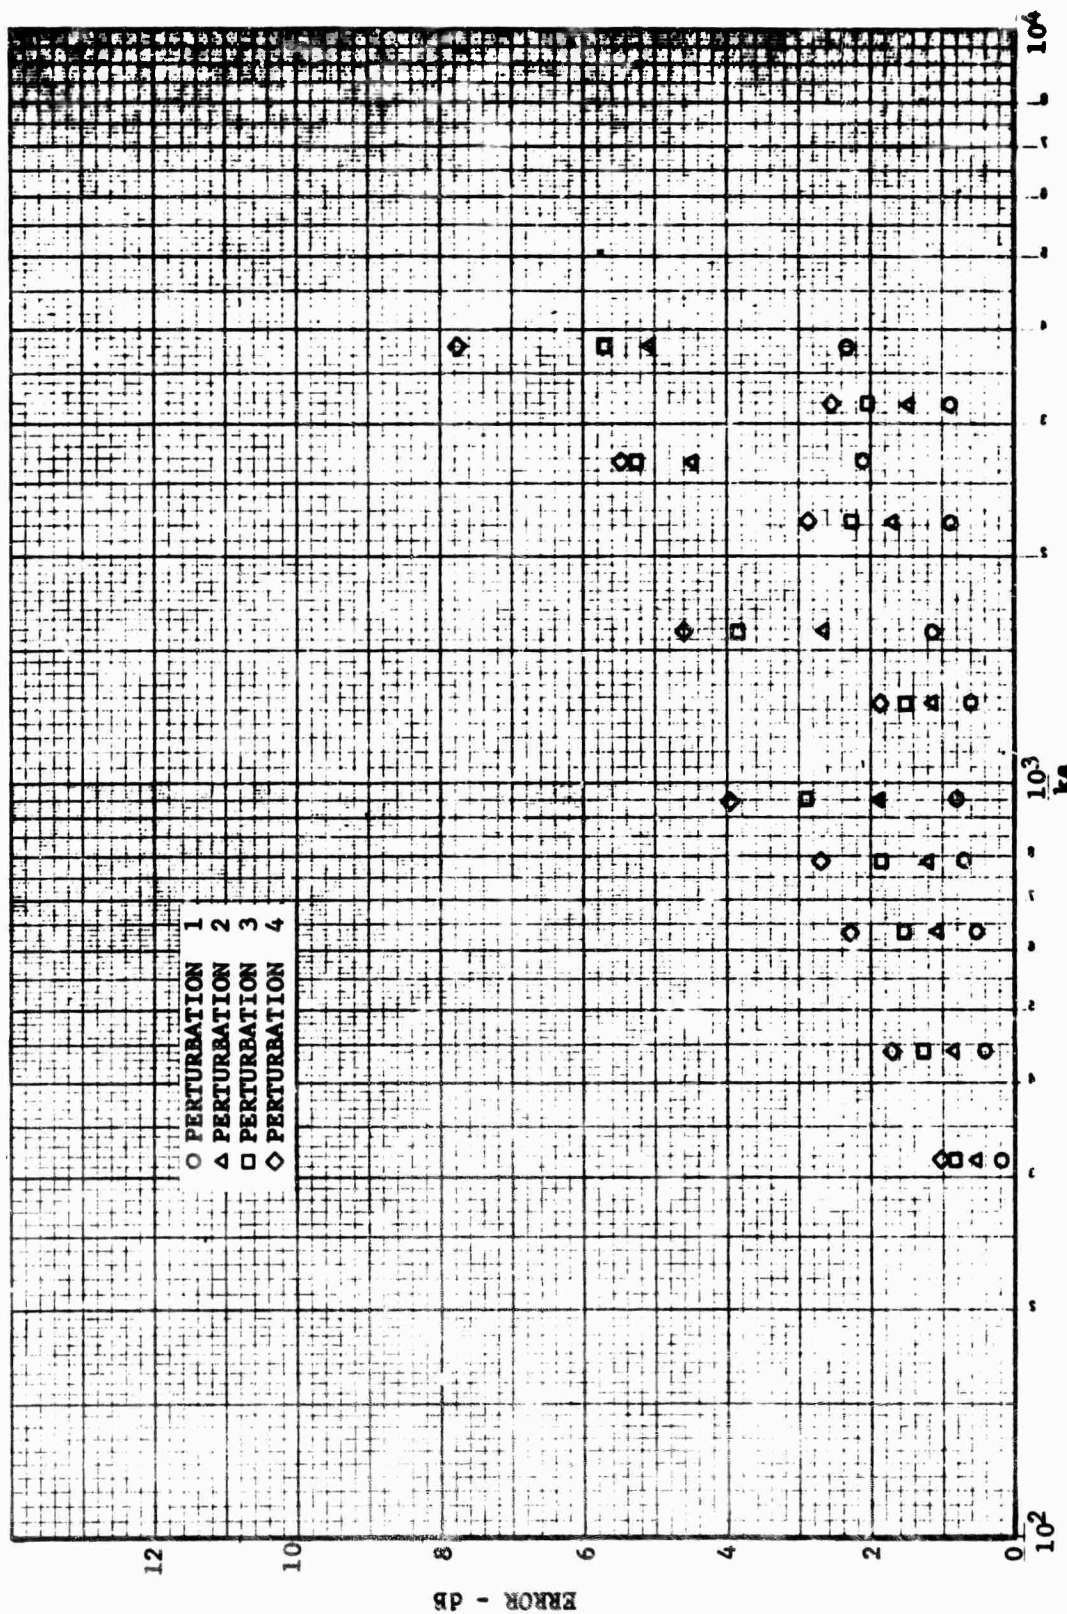 ERROR - dB
12
10
8
6
4
2
0
○ PERTURBATION 1
△ PERTURBATION 2
□ PERTURBATION 3
◇ PERTURBATION 4
10²
10³
10⁴
ka